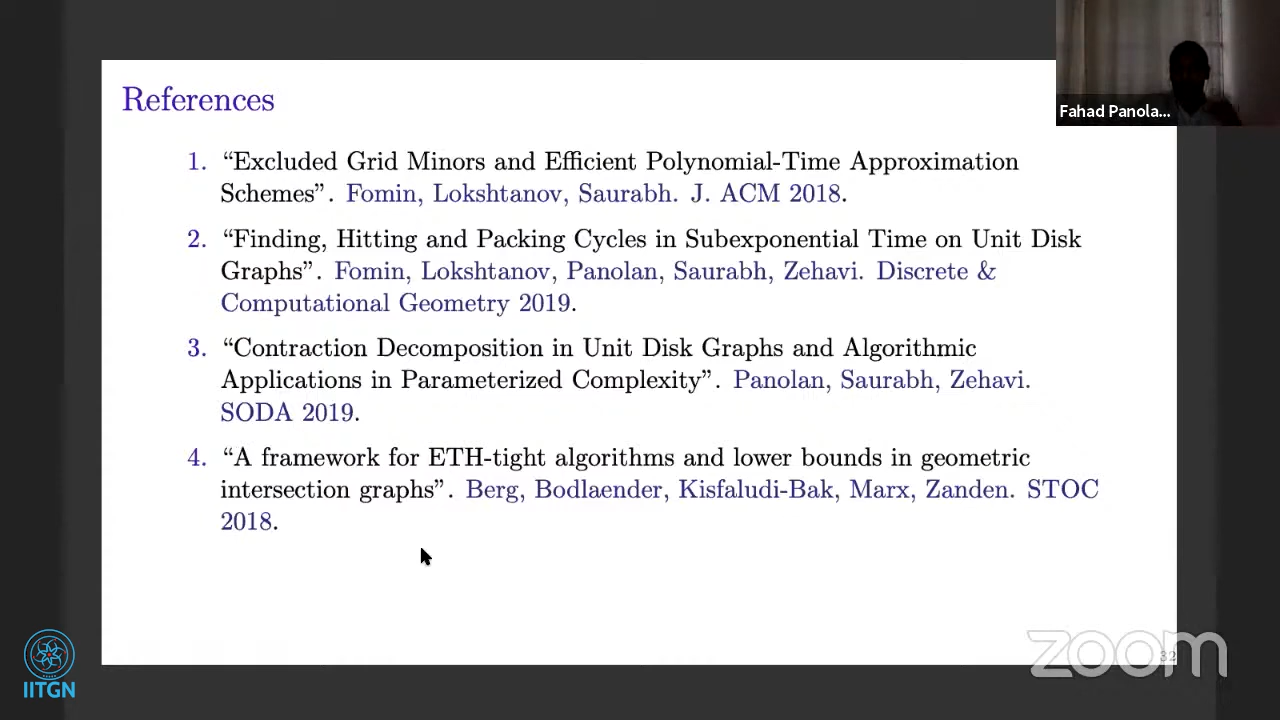 References
Fahad Panola...
1. “Excluded Grid Minors and Efficient Polynomial-Time Approximation
Schemes”. Fomin, Lokshtanov, Saurabh. J. ACM 2018.
2. “Finding, Hitting and Packing Cycles in Subexponential Time on Unit Disk
Graphs”. Fomin, Lokshtanov, Panolan, Saurabh, Zehavi. Discrete &
Computational Geometry 2019.
3. “Contraction Decomposition in Unit Disk Graphs and Algorithmic
Applications in Parameterized Complexity”. Panolan, Saurabh, Zehavi.
SODA 2019.
4. “A framework for ETH-tight algorithms and lower bounds in geometric
intersection graphs”. Berg, Bodlaender, Kisfaludi-Bak, Marx, Zanden. STOC
2018.
zoom
32
IITGN